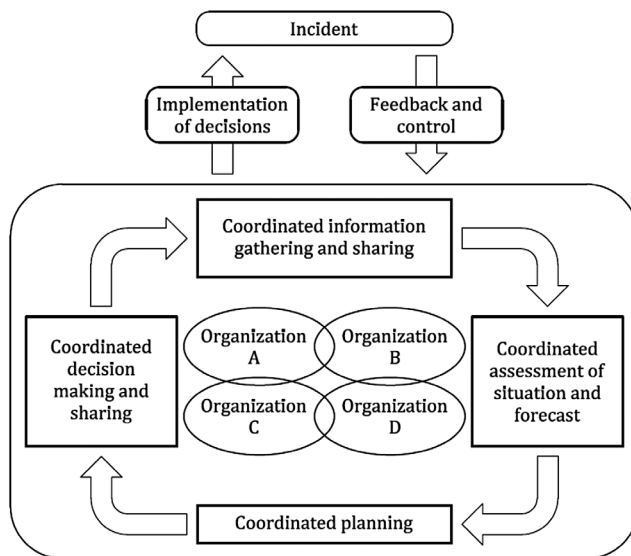 Incident
Implementation
of decisions
Feedback and
control
Coordinated information
gathering and sharing
Coordinated
decision
making and
sharing
Organization
A
Organization
B
Organization
C
Organization
D
Coordinated
assessment of
situation and
forecast
Coordinated planning